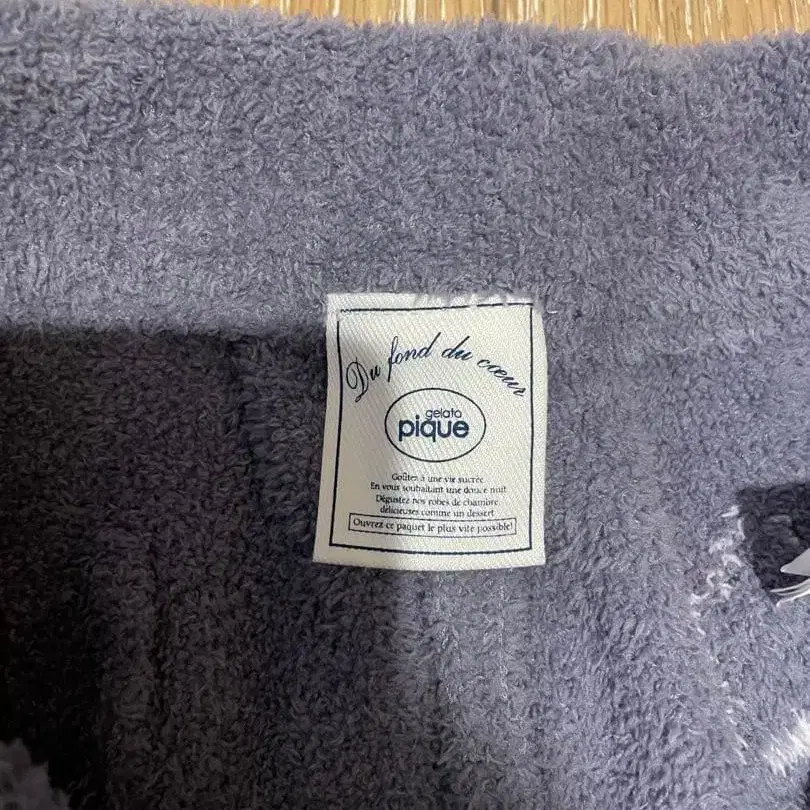 Du fond du cœur
gelato
pique
Goûtez à une vie sucrée
En vous souhaitant une douce nuit
Dégustez nos robes de chambre
délicieuses comme un dessert
Ouvrez ce paquet le plus vite possible!